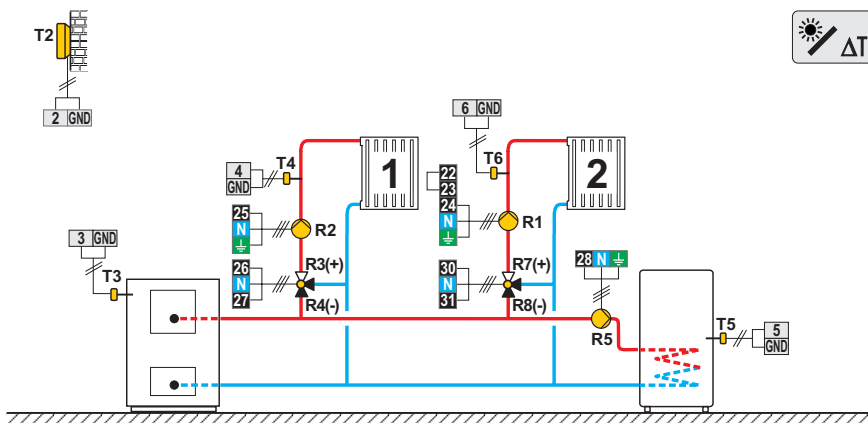 T2
2 GND
ΔT
6 GND
T6
4
GND
T4
1
22
23
24
N
R1
2
25
N
R2
3 GND
T3
26
N
27
R3(+)
R4(-)
30
N
31
R7(+)
R8(-)
28 N
R5
T5
5
GND